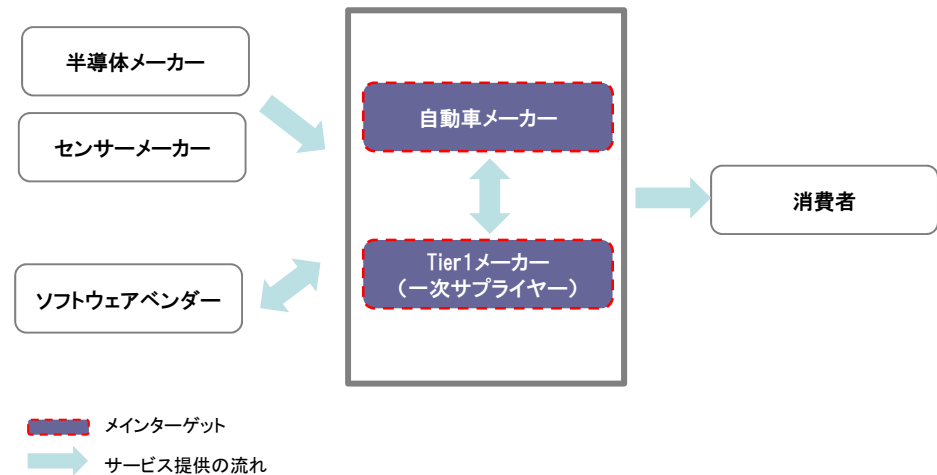 半導体メーカー
センサーメーカー
ソフトウェアベンダー
自動車メーカー
Tier1メーカー
（一次サプライヤー）
消費者
メインターゲット
サービス提供の流れ